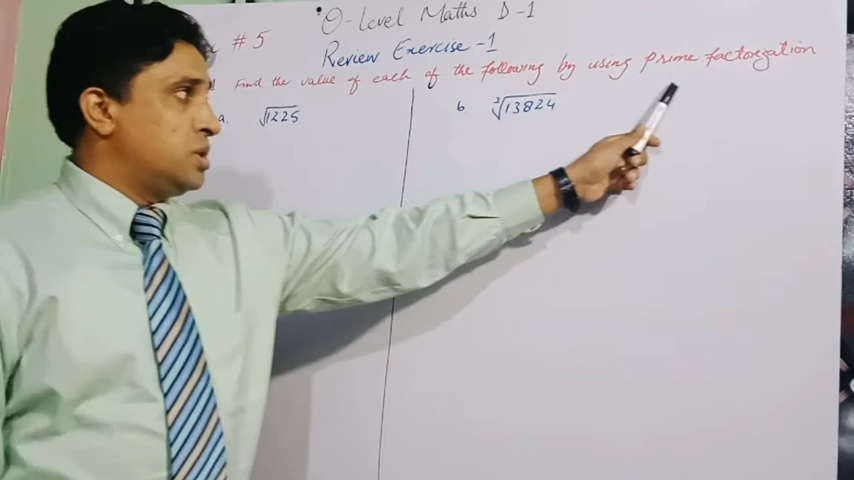 O-Level Maths D-1
# 5
Review Exercise -1
Find the value of each of the following by using prime factorgation
a. √1225
b. ³√13824